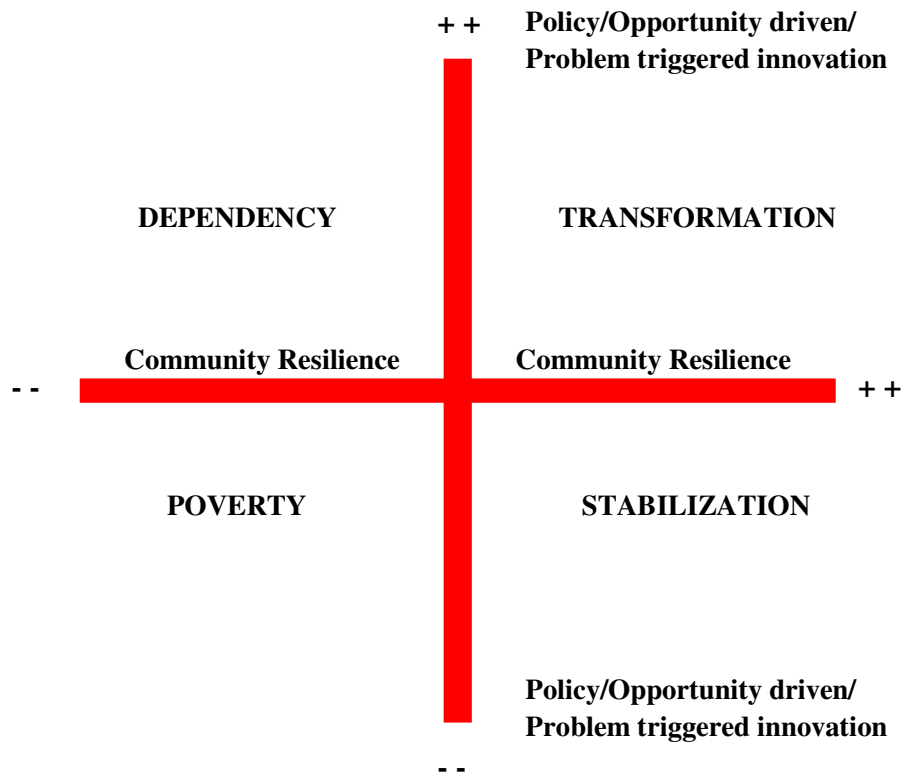 + +
Policy/Opportunity driven/
Problem triggered innovation
DEPENDENCY
TRANSFORMATION
Community Resilience
Community Resilience
- -
+ +
POVERTY
STABILIZATION
Policy/Opportunity driven/
Problem triggered innovation
- -